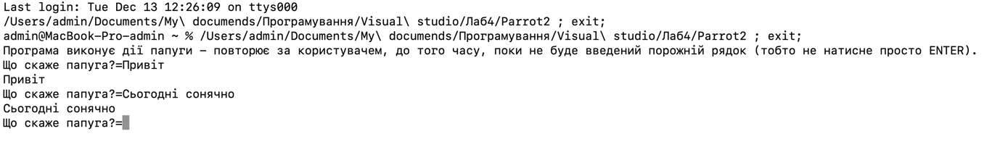 Last login: Tue Dec 13 12:26:09 on ttys000
/Users/admin/Documents/My\ documends/Програмування/Visual\ studio/Лаб4/Parrot2 ; exit;
admin@MacBook-Pro-admin ~ % /Users/admin/Documents/My\ documends/Програмування/Visual\ studio/Лаб4/Parrot2 ; exit;
Програма виконує дії папуги – повторює за користувачем, до того часу, поки не буде введений порожній рядок (тобто не натисне просто ENTER).
Що скаже папуга?=Привіт
Привіт
Що скаже папуга?=Сьогодні сонячно
Сьогодні сонячно
Що скаже папуга?=